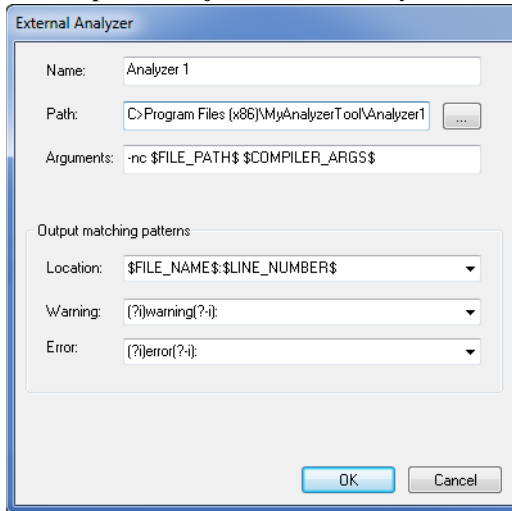 External Analyzer
Name: Analyzer 1
Path: C>Program Files (x86)\MyAnalyzerTool\Analyzer1 ...
Arguments: -nc $FILE_PATH$ $COMPILER_ARGS$
Output matching patterns
Location: $FILE_NAME$:$LINE_NUMBER$
Warning: (?i)warning(?-i):
Error: (?i)error(?-i):
OK Cancel